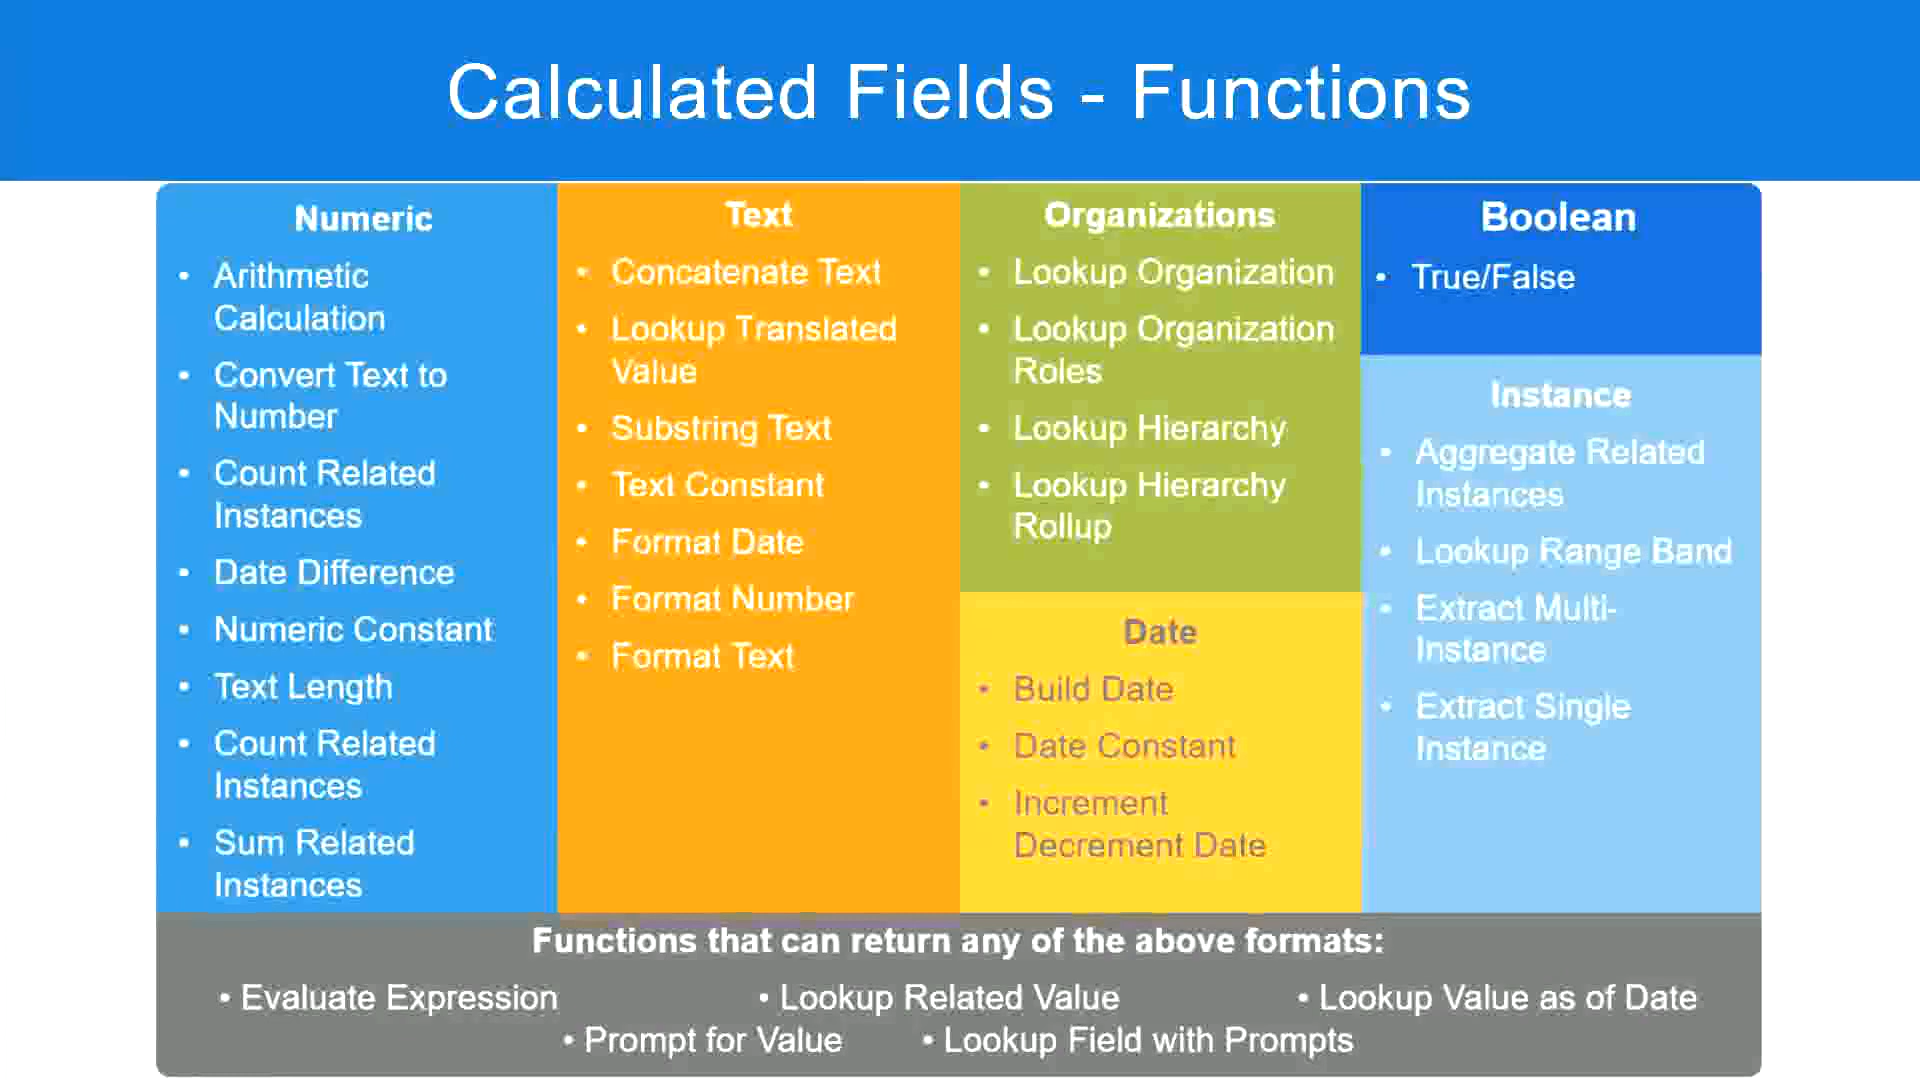 Calculated Fields - Functions
Numeric
• Arithmetic
Calculation
• Convert Text to
Number
• Count Related
Instances
• Date Difference
• Numeric Constant
• Text Length
• Count Related
Instances
• Sum Related
Instances
Text
• Concatenate Text
• Lookup Translated
Value
• Substring Text
• Text Constant
• Format Date
• Format Number
• Format Text
Organizations
• Lookup Organization
• Lookup Organization
Roles
• Lookup Hierarchy
• Lookup Hierarchy
Rollup
Date
• Build Date
• Date Constant
• Increment
Decrement Date
Boolean
• True/False
Instance
• Aggregate Related
Instances
• Lookup Range Band
• Extract Multi-
Instance
• Extract Single
Instance
Functions that can return any of the above formats:
• Evaluate Expression • Lookup Related Value • Lookup Value as of Date
• Prompt for Value • Lookup Field with Prompts